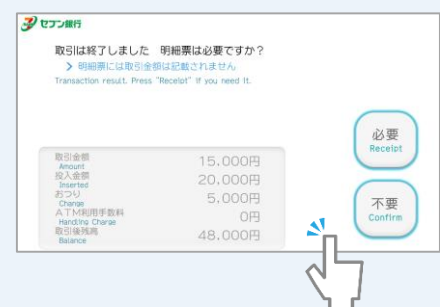 セブン銀行
取引は終了しました 明細票は必要ですか？
明細票には取引金額は記載されません
Transaction result. Press "Receipt" if you need it.
必要
Receipt
取引金額 15,000円
Amount
投入金額 20,000円
Inserted
おつり 5,000円
Change
ATM利用手数料 0円
Handling Charge
取引後残高 48,000円
Balance
不要
Confirm